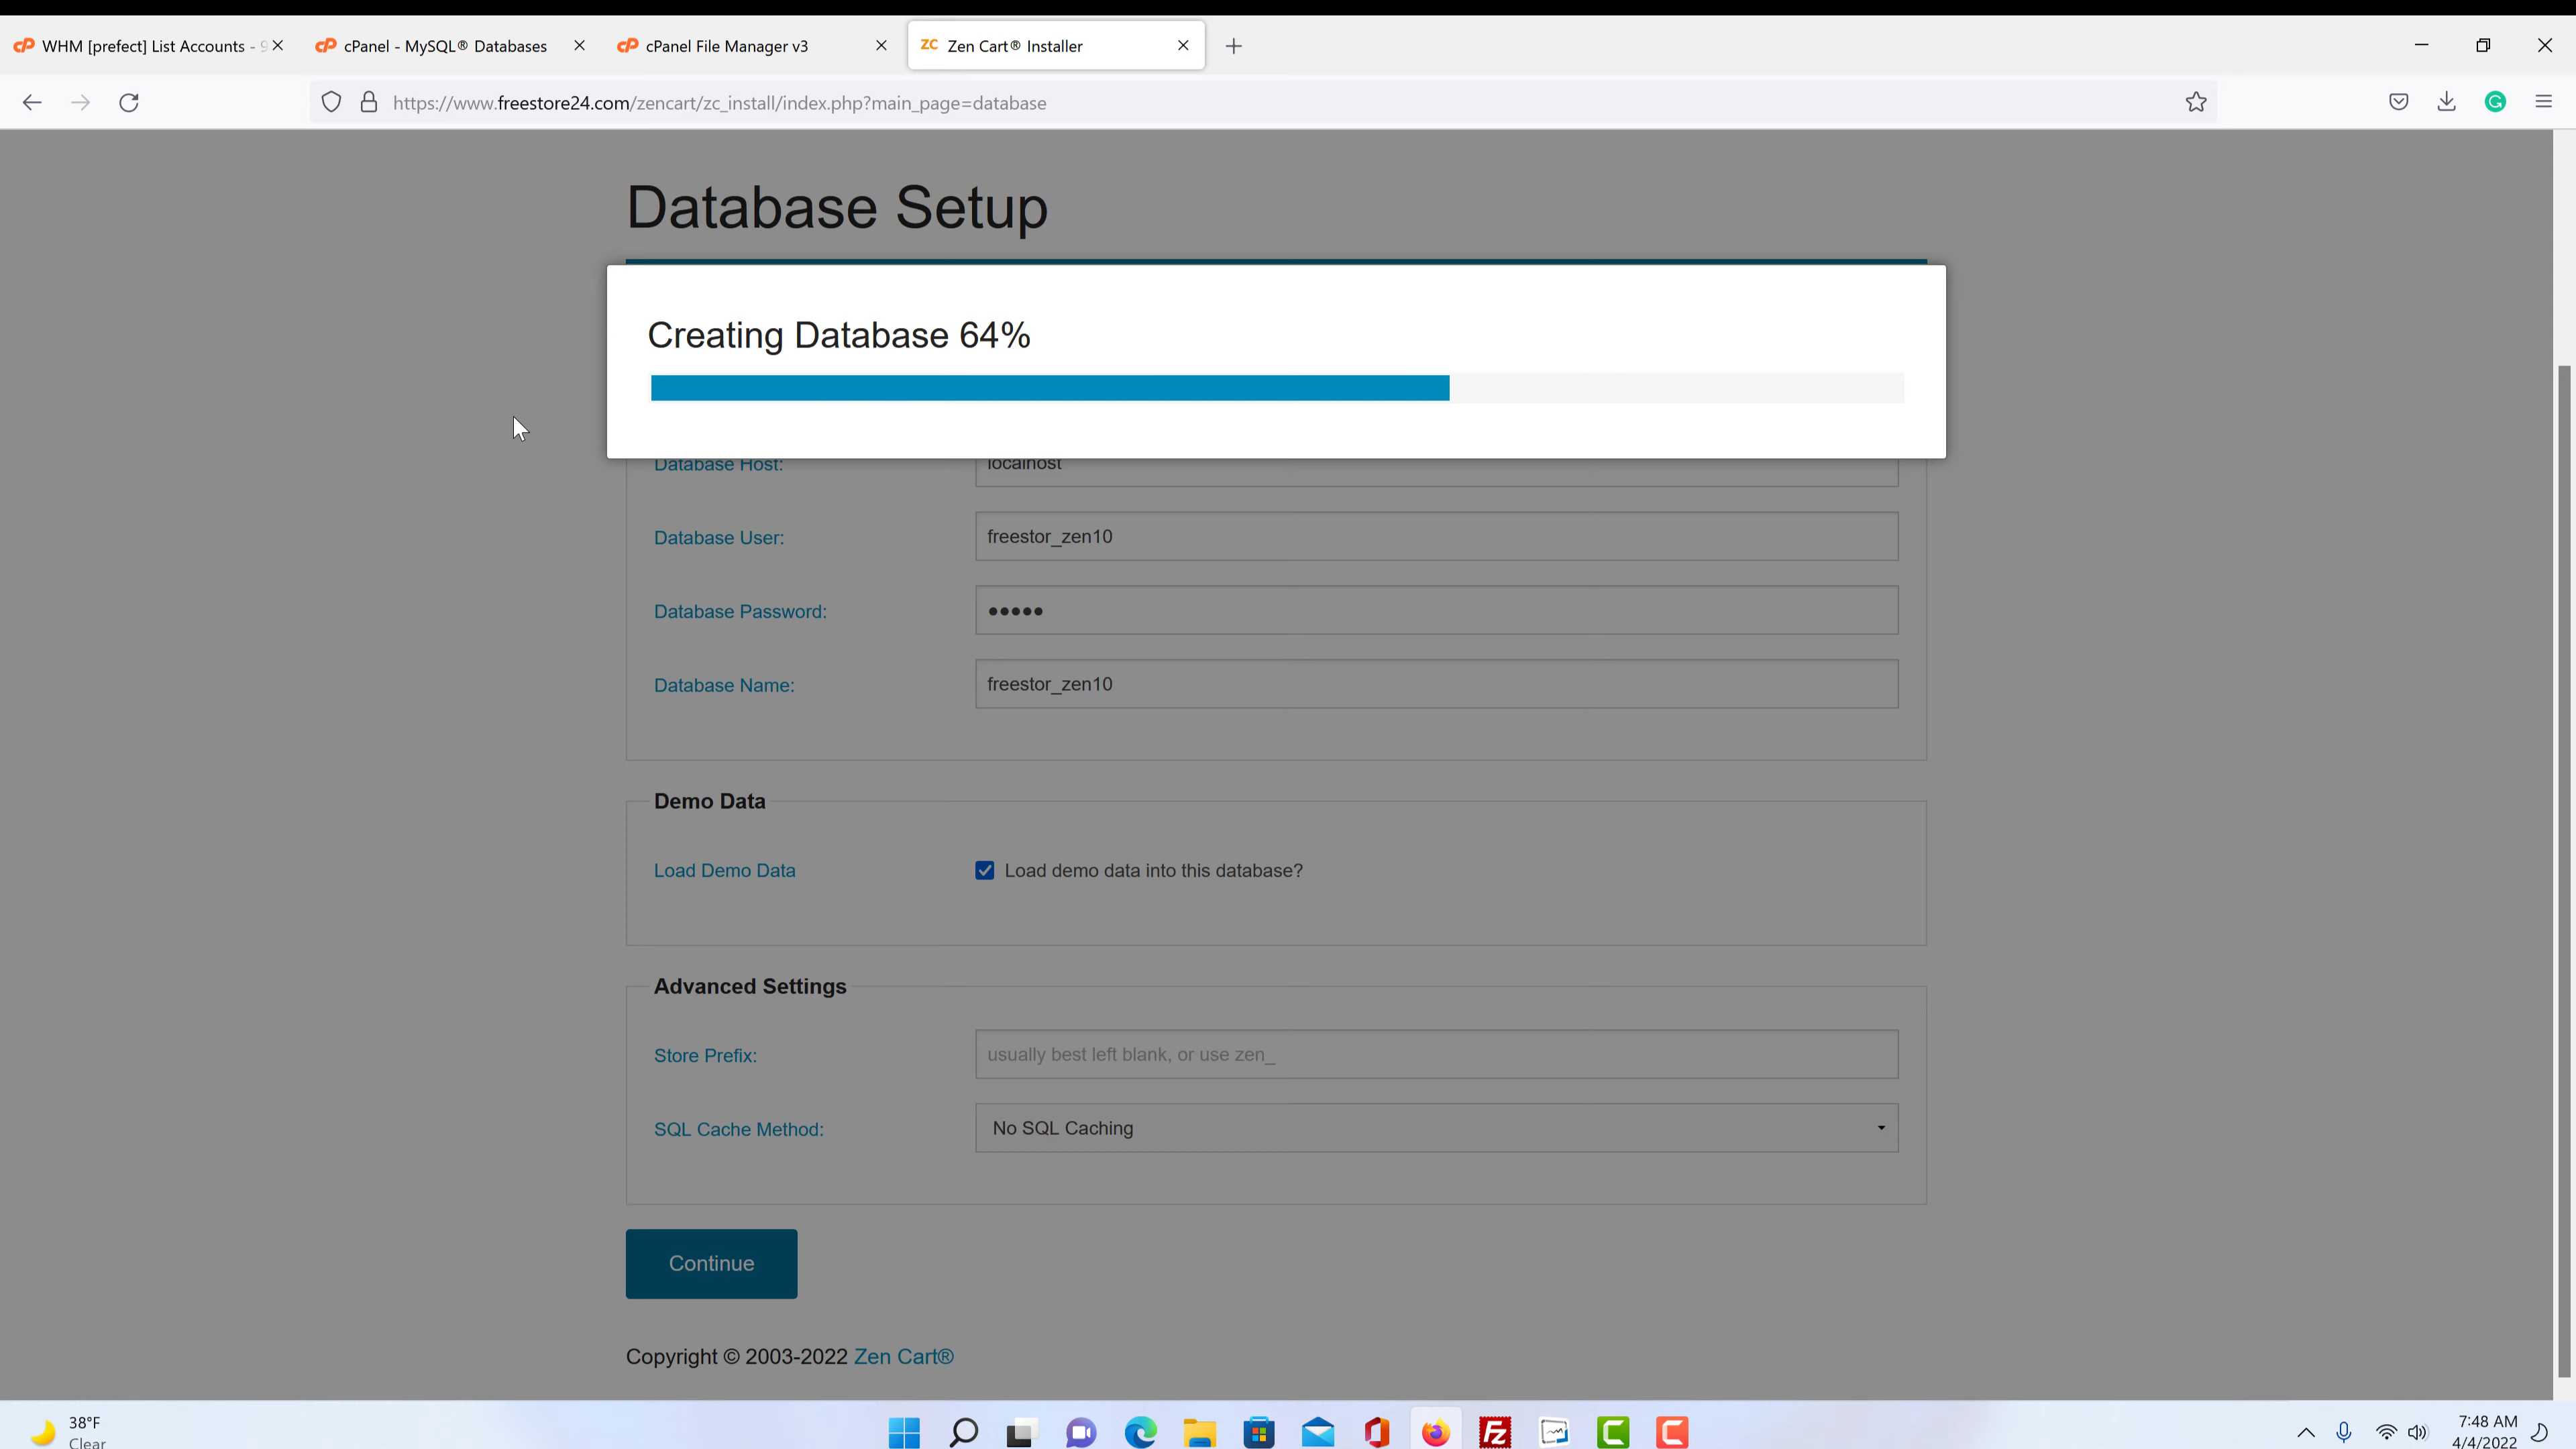 WHM [prefect] List Accounts - 9
cPanel - MySQL® Databases
cPanel File Manager v3
ZC Zen Cart® Installer
https://www.freestore24.com/zencart/zc_install/index.php?main_page=database
Database Setup
Creating Database 64%
Database Host: localhost
Database User: freestor_zen10
Database Password: •••••
Database Name: freestor_zen10
Demo Data
Load Demo Data Load demo data into this database?
Advanced Settings
Store Prefix: usually best left blank, or use zen_
SQL Cache Method: No SQL Caching
Continue
Copyright © 2003-2022 Zen Cart®
38°F
Clear
7:48 AM
4/4/2022